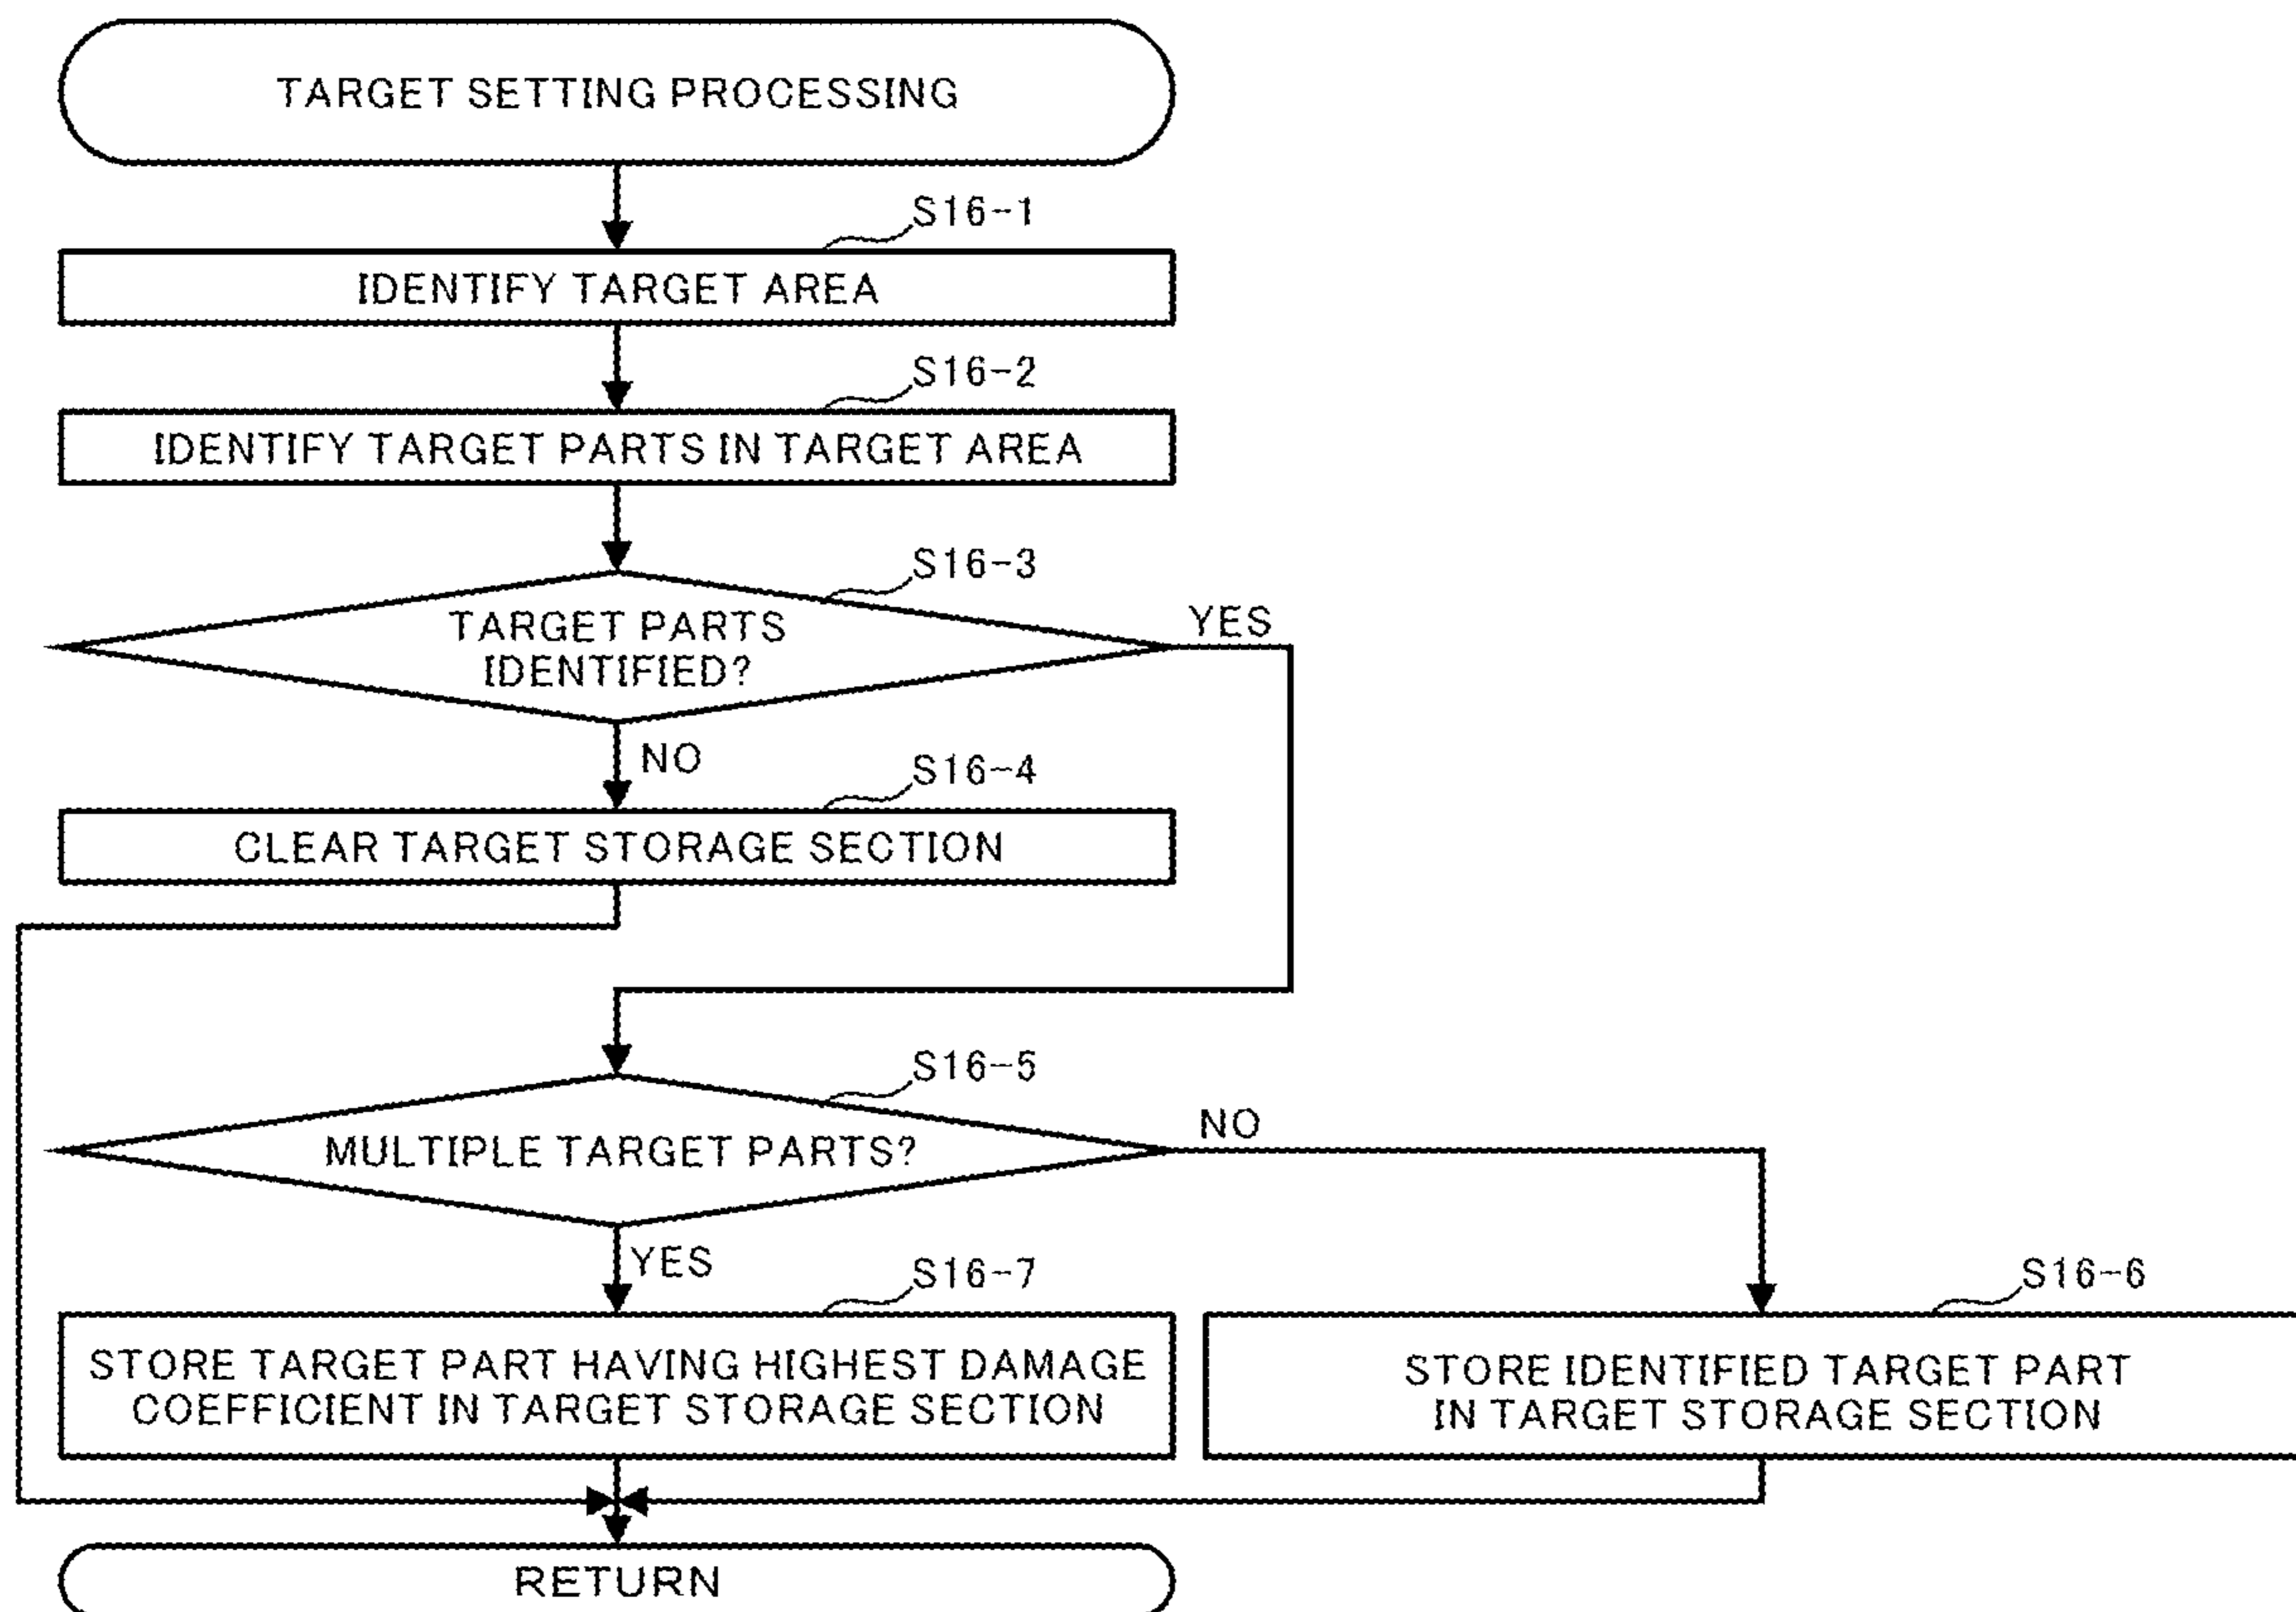 TARGET SETTING PROCESSING
S16-1
IDENTIFY TARGET AREA
S16-2
IDENTIFY TARGET PARTS IN TARGET AREA
S16-3
TARGET PARTS
IDENTIFIED?
YES
NO
S16-4
CLEAR TARGET STORAGE SECTION
S16-5
MULTIPLE TARGET PARTS?
NO
YES
S16-7
STORE TARGET PART HAVING HIGHEST DAMAGE
COEFFICIENT IN TARGET STORAGE SECTION
S16-6
STORE IDENTIFIED TARGET PART
IN TARGET STORAGE SECTION
RETURN